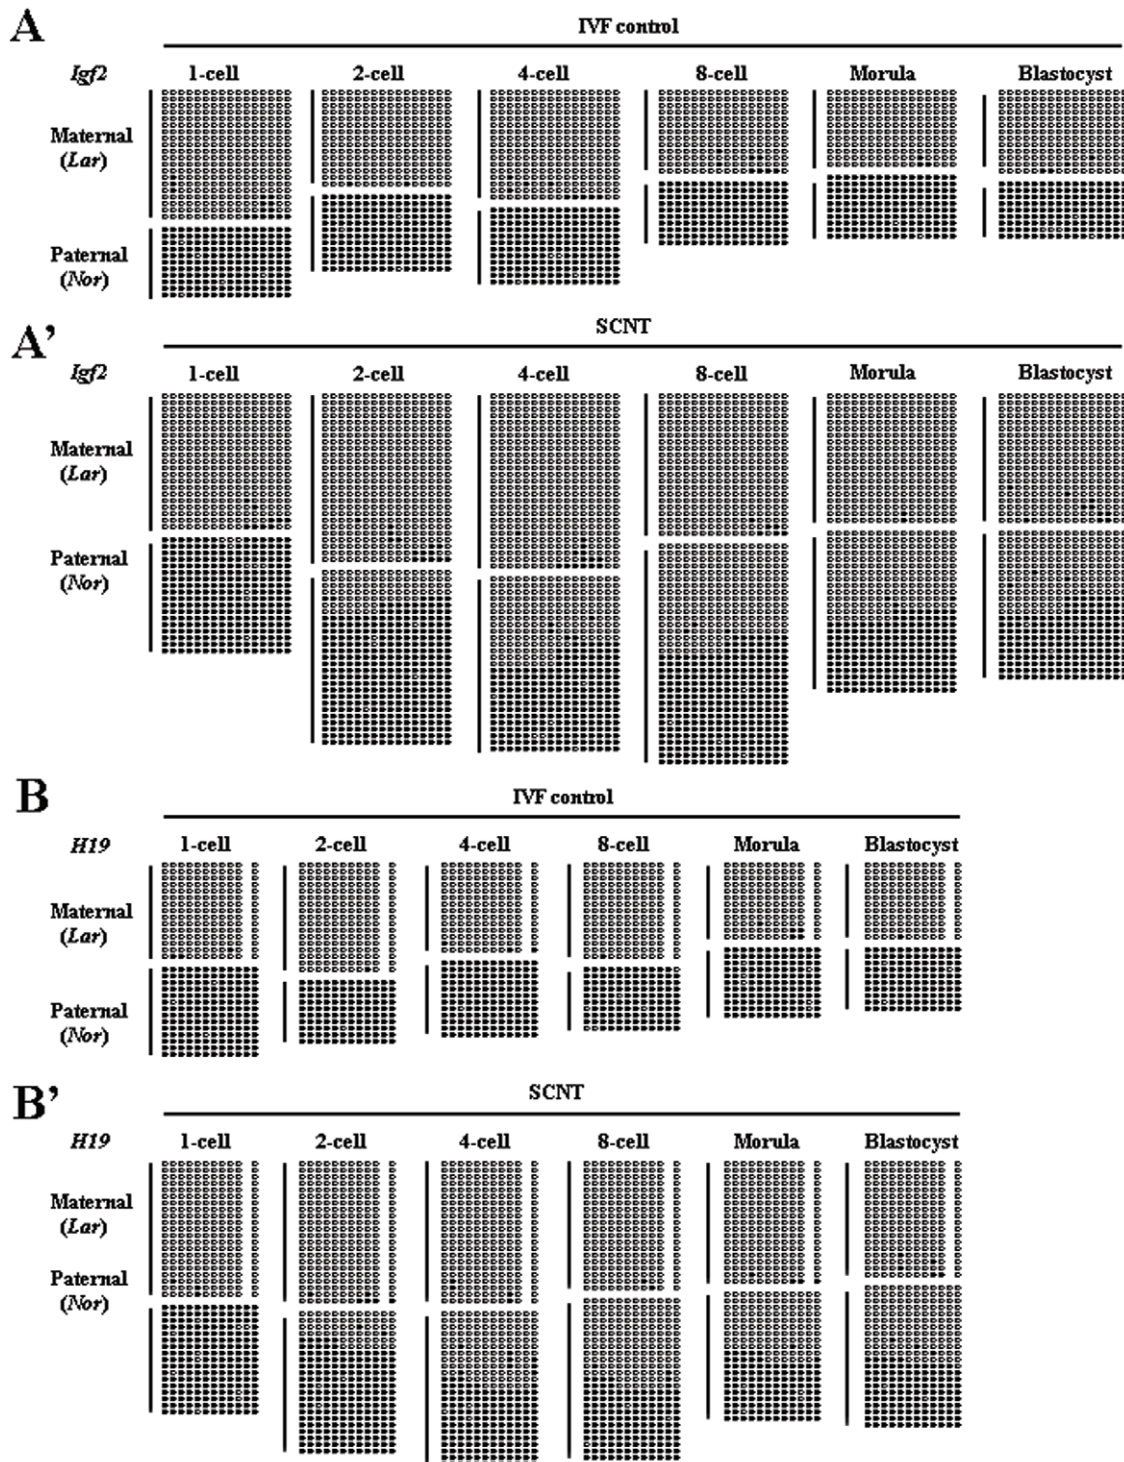 A
IVF control
Igf2 1-cell 2-cell 4-cell 8-cell Morula Blastocyst
Maternal
(Lar)
Paternal
(Nor)
A’
SCNT
Igf2 1-cell 2-cell 4-cell 8-cell Morula Blastocyst
Maternal
(Lar)
Paternal
(Nor)
B
IVF control
H19 1-cell 2-cell 4-cell 8-cell Morula Blastocyst
Maternal
(Lar)
Paternal
(Nor)
B’
SCNT
H19 1-cell 2-cell 4-cell 8-cell Morula Blastocyst
Maternal
(Lar)
Paternal
(Nor)